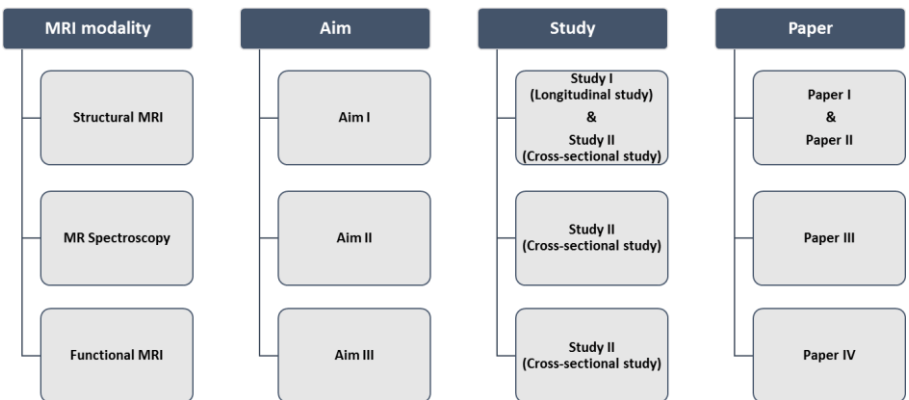 MRI modality
Structural MRI
MR Spectroscopy
Functional MRI
Aim
Aim I
Aim II
Aim III
Study
Study I
(Longitudinal study)
&
Study II
(Cross-sectional study)
Study II
(Cross-sectional study)
Study II
(Cross-sectional study)
Paper
Paper I
&
Paper II
Paper III
Paper IV